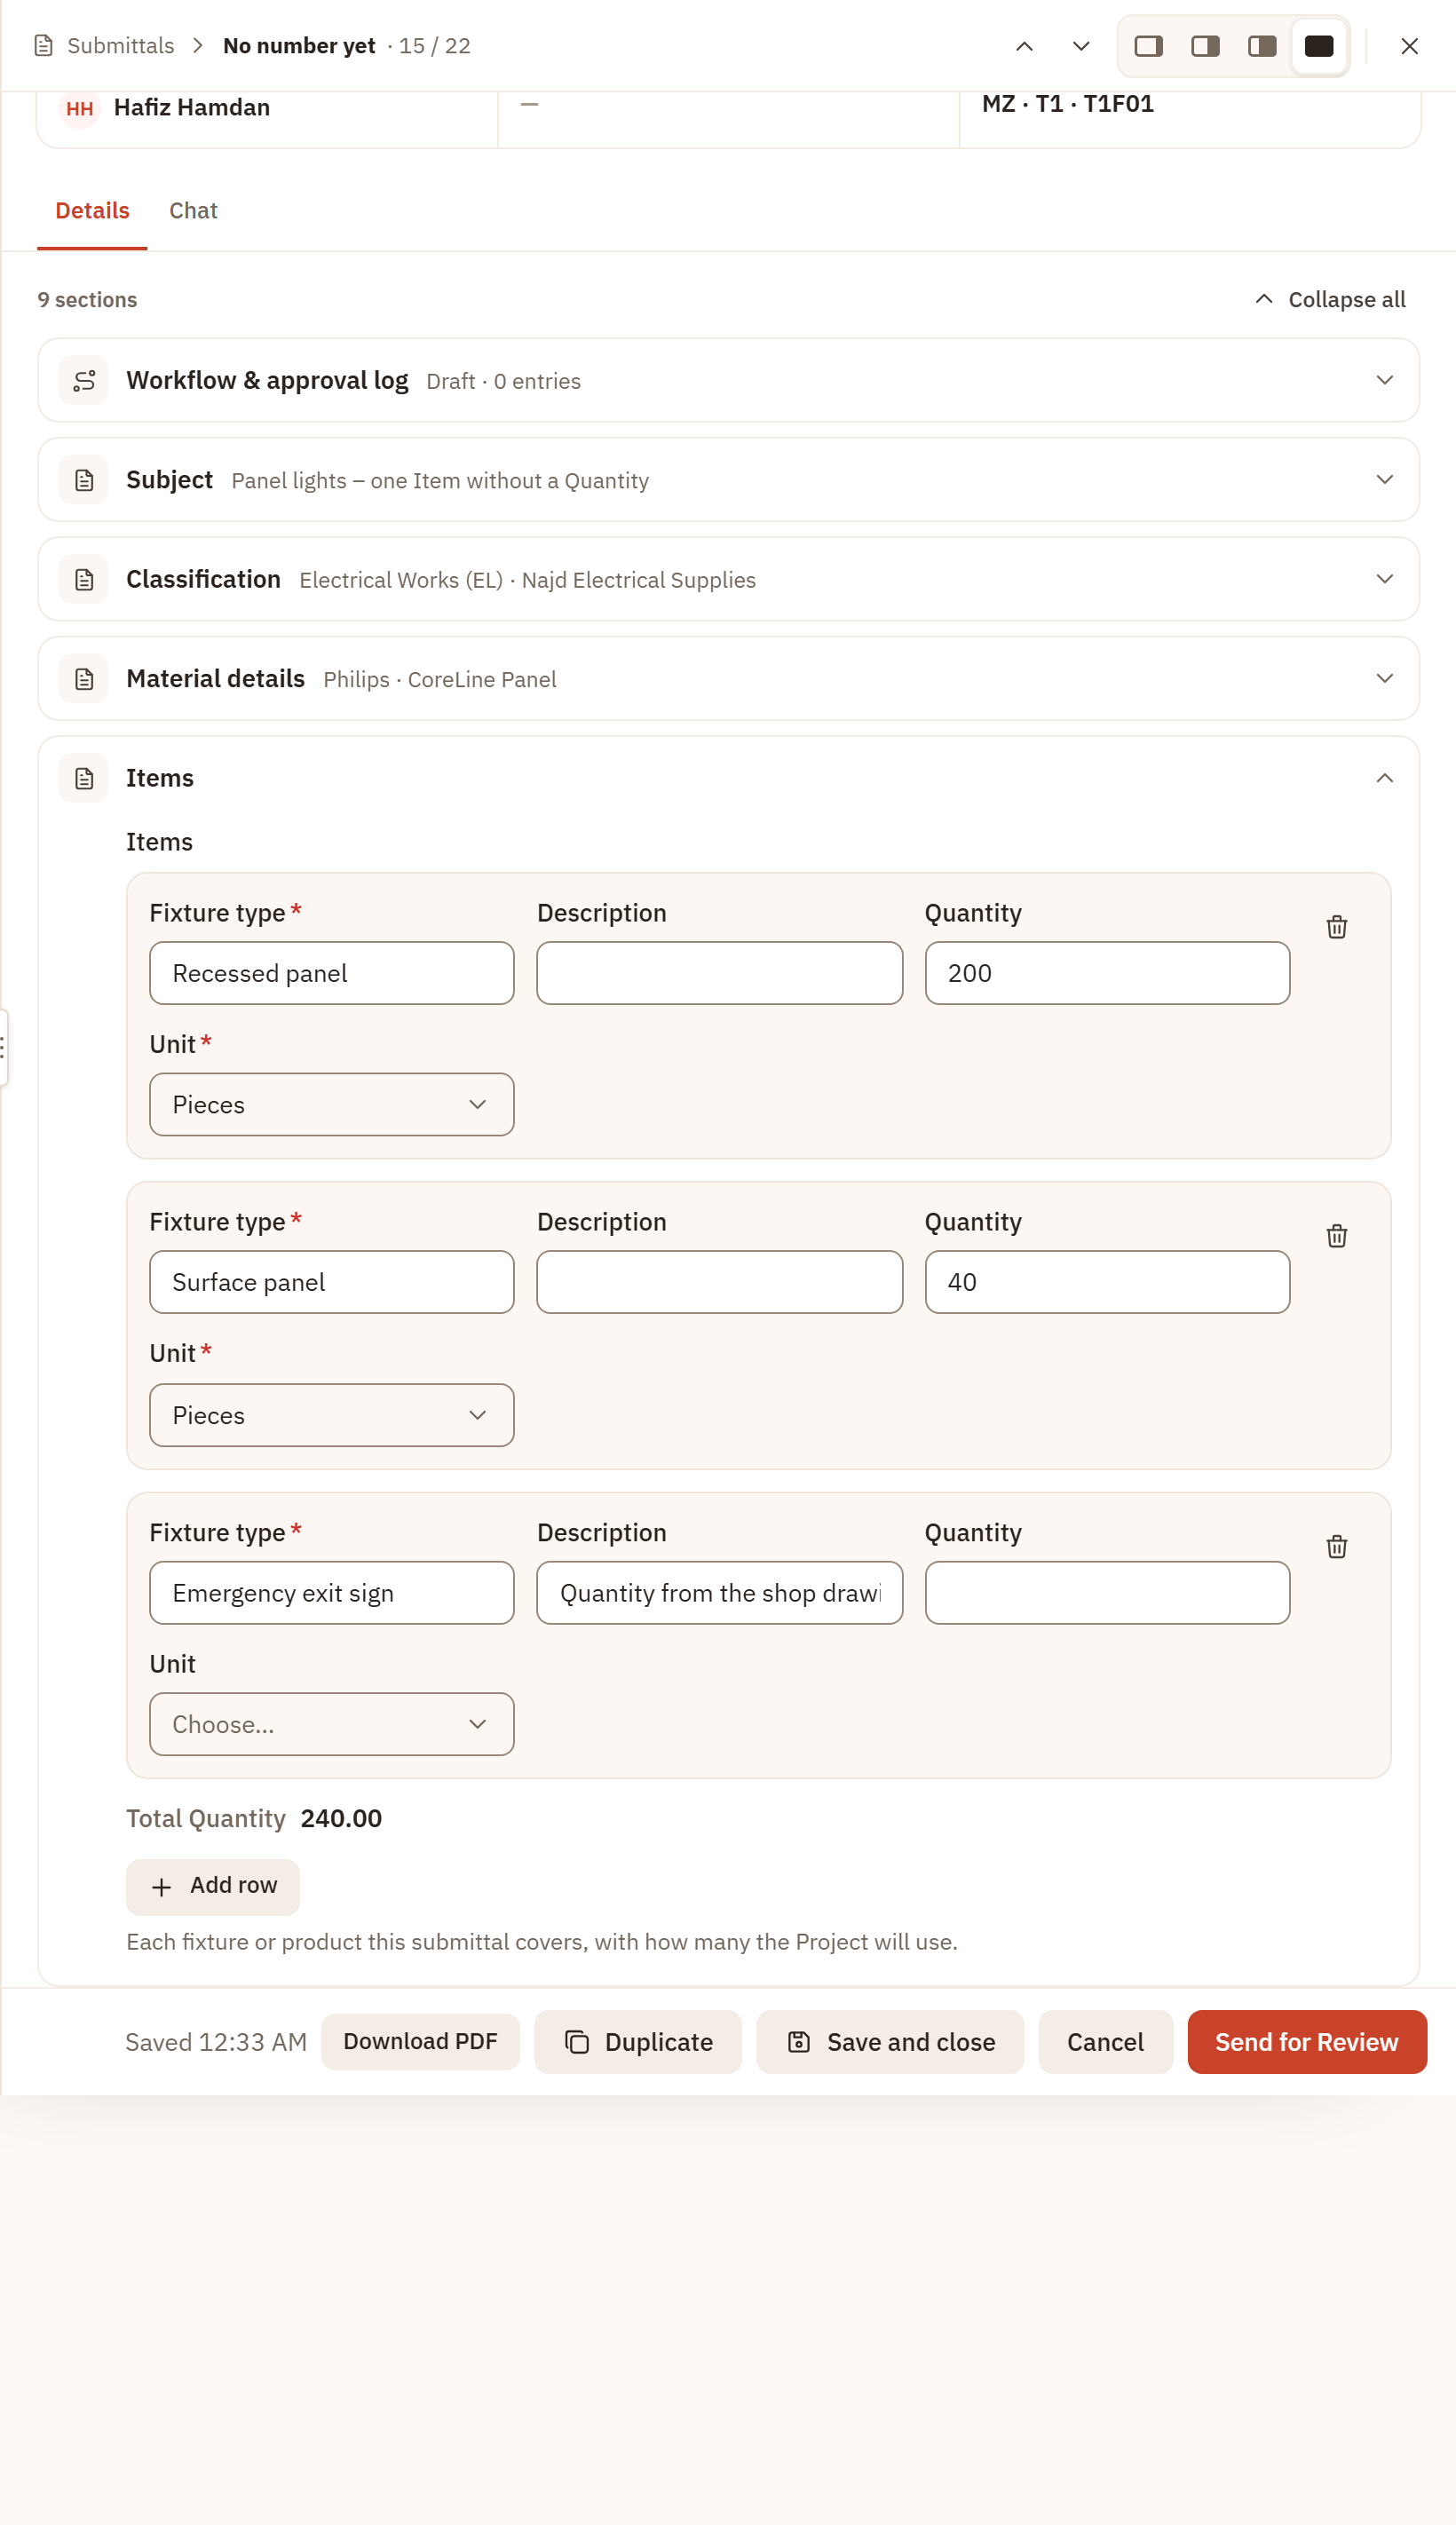 Submittals > No number yet · 15 / 22
HH Hafiz Hamdan
—
MZ · T1 · T1F01
Details Chat
9 sections
Collapse all
Workflow & approval log Draft · 0 entries
Subject Panel lights – one Item without a Quantity
Classification Electrical Works (EL) · Najd Electrical Supplies
Material details Philips · CoreLine Panel
Items
Items
Fixture type * Description Quantity
Recessed panel 200
Unit *
Pieces
Fixture type * Description Quantity
Surface panel 40
Unit *
Pieces
Fixture type * Description Quantity
Emergency exit sign Quantity from the shop
Unit
Choose...
Total Quantity 240.00
Add row
Each fixture or product this submittal covers, with how many the Project will use.
Saved 12:33 AM Download PDF Duplicate Save and close Cancel Send for Review